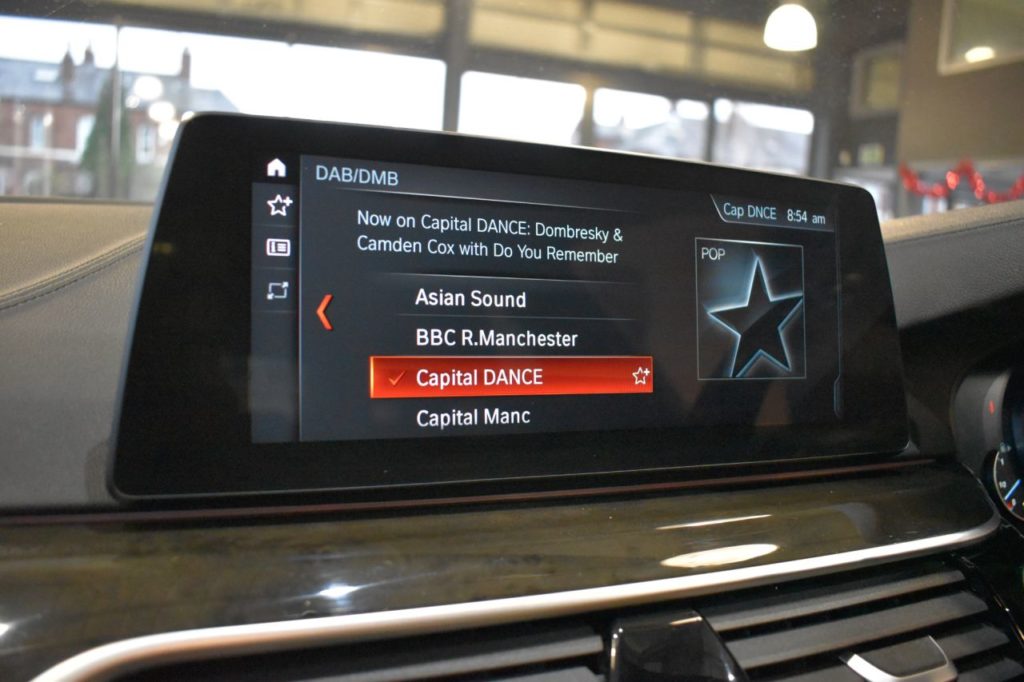 DAB/DMB
Cap DNCE 8:54 am
Now on Capital DANCE: Dombresky &
Camden Cox with Do You Remember
POP
Asian Sound
BBC R.Manchester
Capital DANCE
Capital Manc